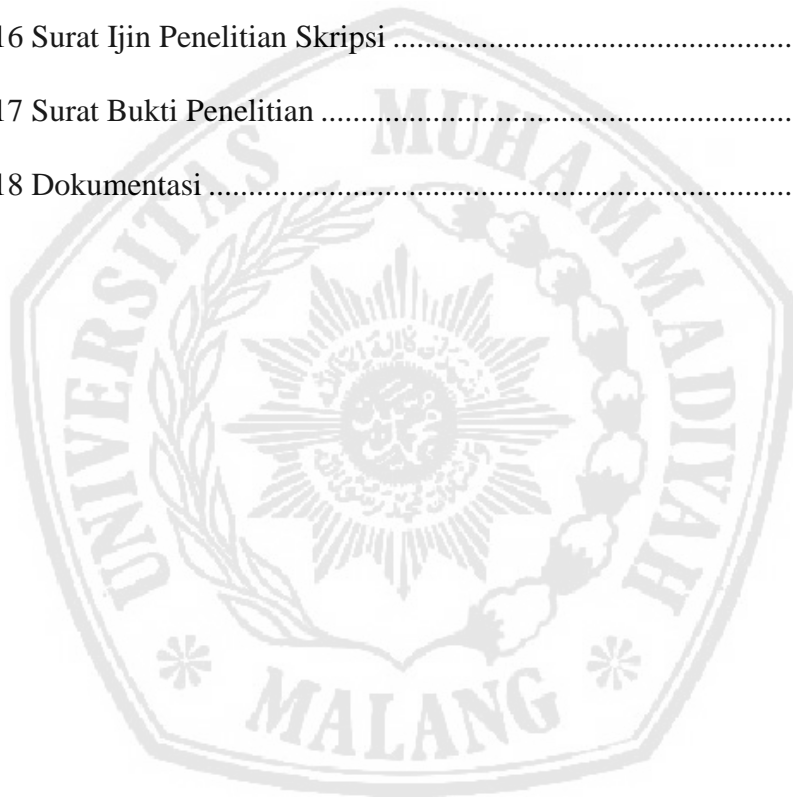 16 Surat Ijin Penelitian Skripsi ............................................
17 Surat Bukti Penelitian ....................................................
18 Dokumentasi ................................................................
UNIVERSITAS MUHAMMADIYAH
MALANG